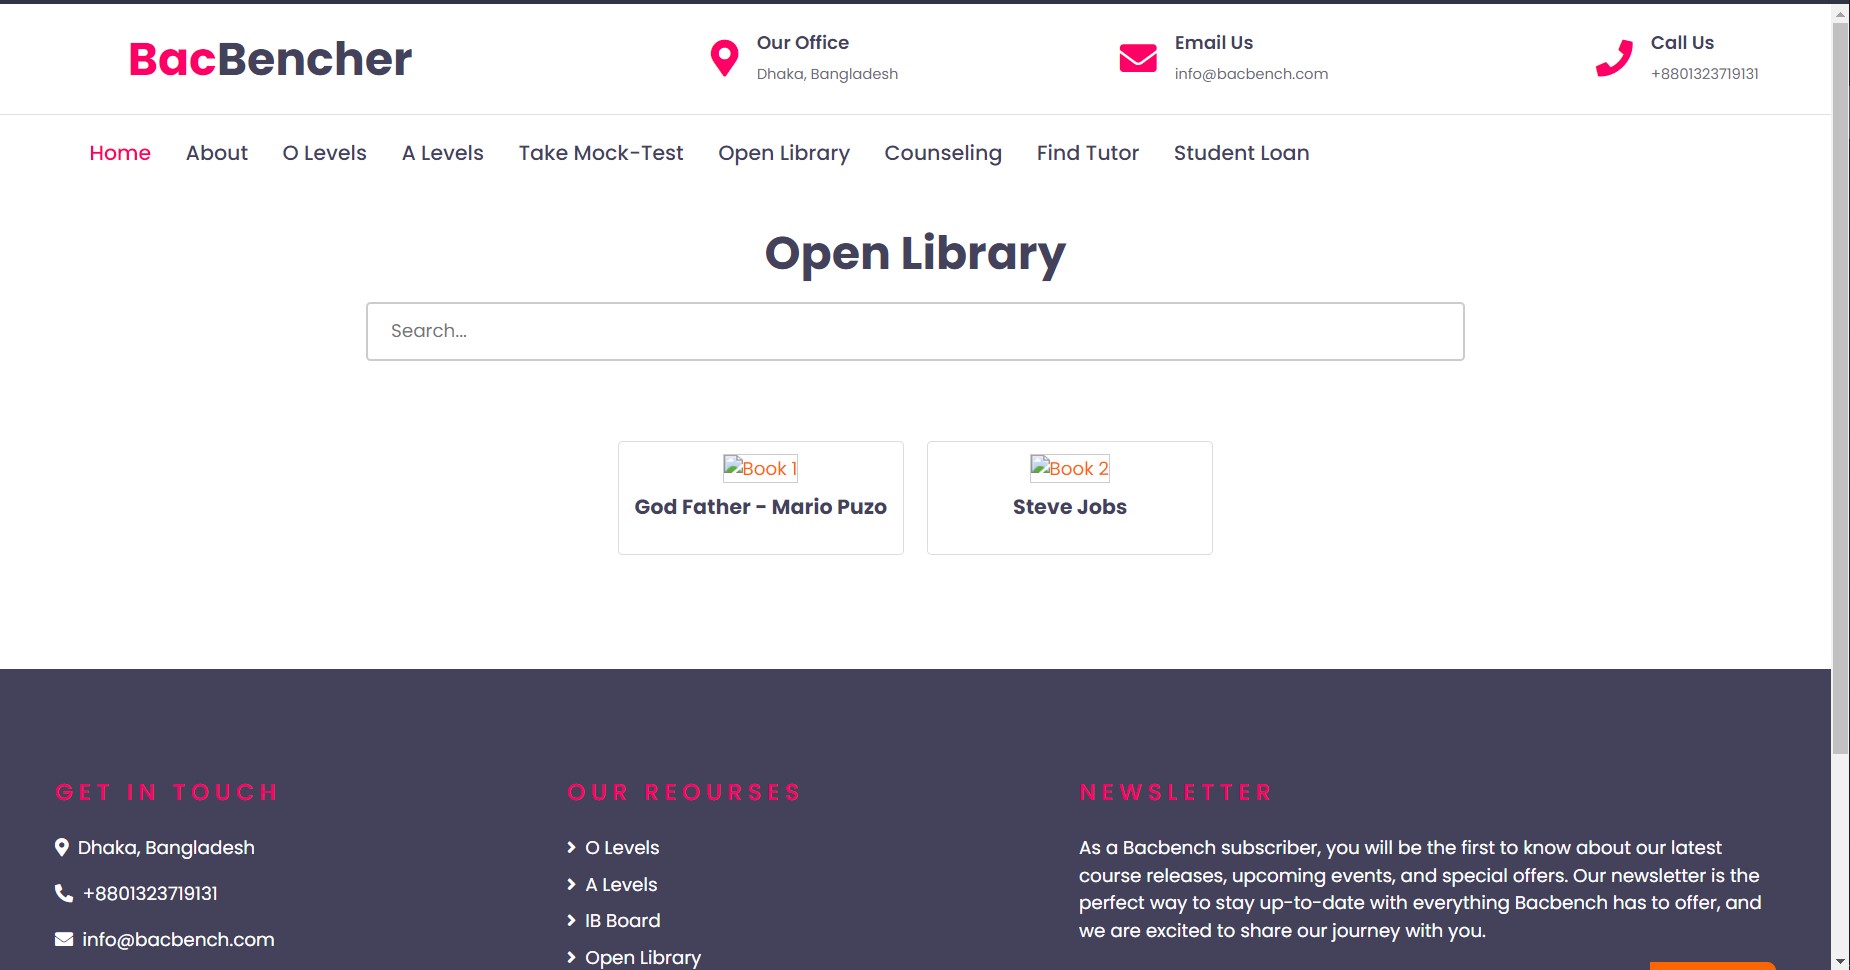 BacBencher
Our Office
Dhaka, Bangladesh
Email Us
info@bacbench.com
Call Us
+8801323719131
Home About O Levels A Levels Take Mock-Test Open Library Counseling Find Tutor Student Loan
Open Library
Search...
Book 1
God Father - Mario Puzo
Book 2
Steve Jobs
GET IN TOUCH
Dhaka, Bangladesh
+8801323719131
info@bacbench.com
OUR REOURSES
O Levels
A Levels
IB Board
Open Library
NEWSLETTER
As a Bacbench subscriber, you will be the first to know about our latest
course releases, upcoming events, and special offers. Our newsletter is the
perfect way to stay up-to-date with everything Bacbench has to offer, and
we are excited to share our journey with you.